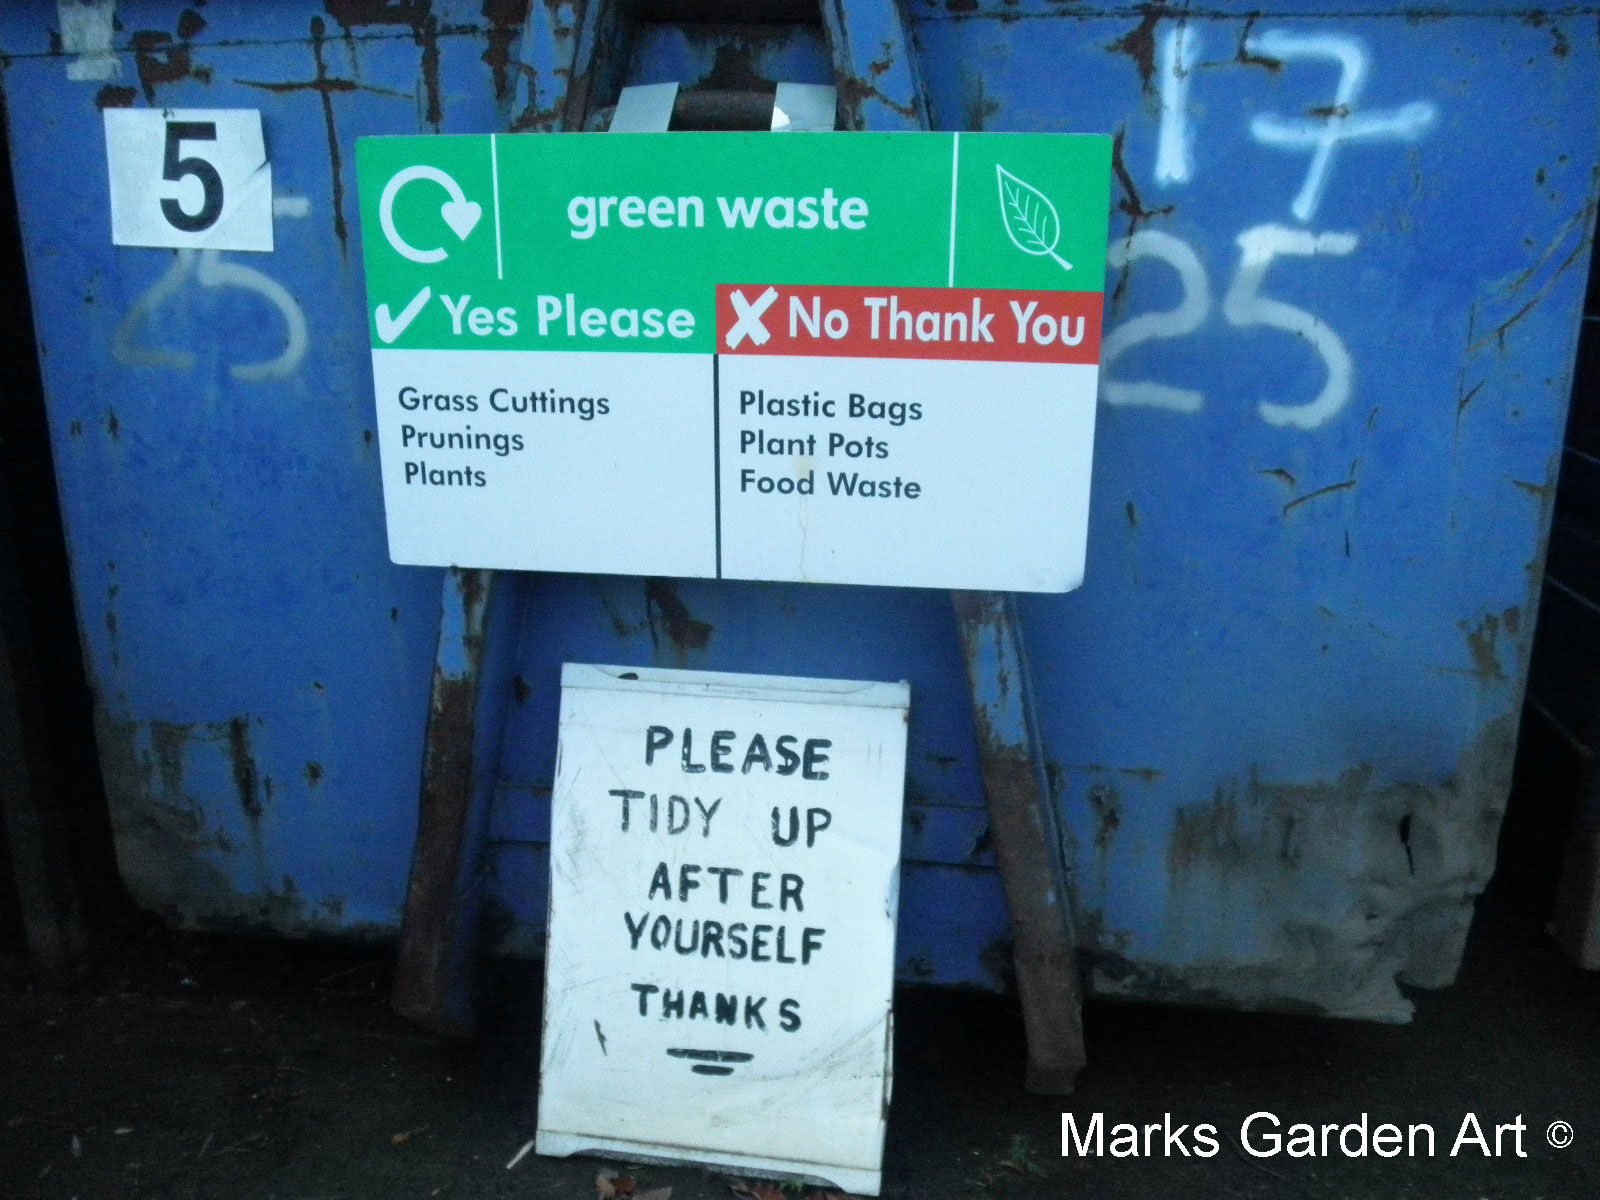 5
25
17
25
green waste
Yes Please
No Thank You
Grass Cuttings
Prunings
Plants
Plastic Bags
Plant Pots
Food Waste
PLEASE
TIDY UP
AFTER
YOURSELF
THANKS
Marks Garden Art ©